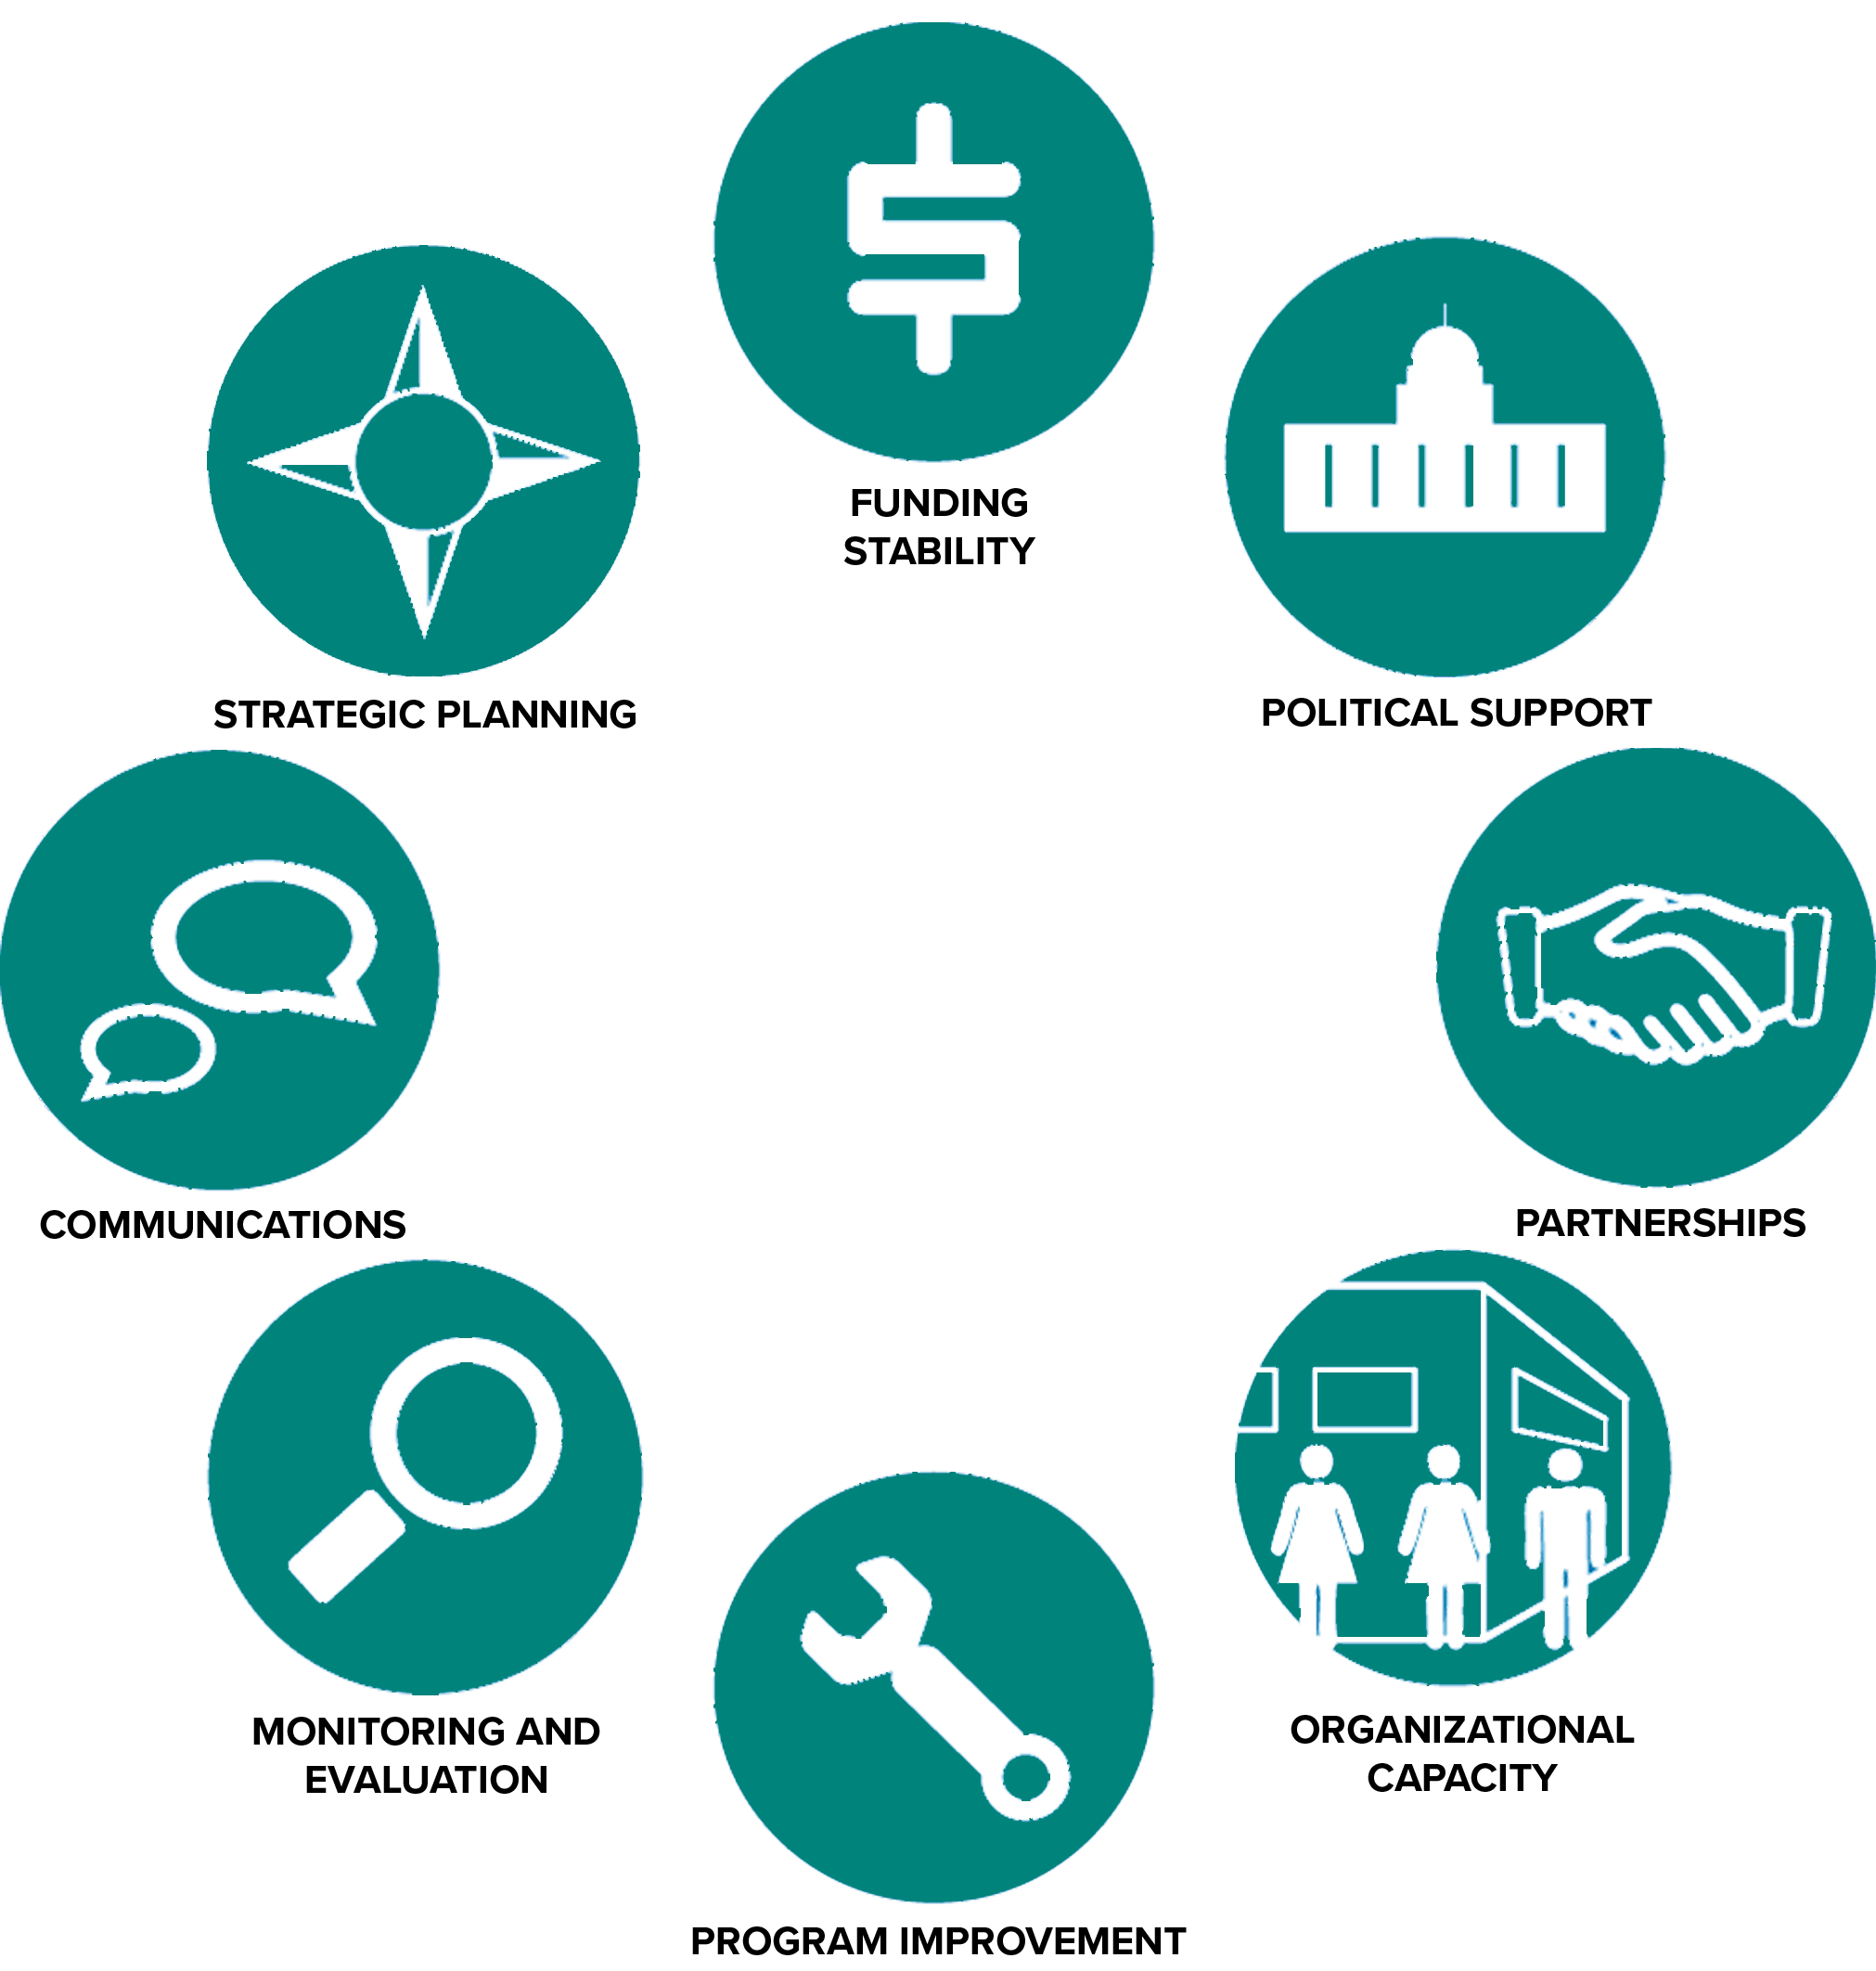 FUNDING
STABILITY
STRATEGIC PLANNING
POLITICAL SUPPORT
COMMUNICATIONS
PARTNERSHIPS
MONITORING AND
EVALUATION
ORGANIZATIONAL
CAPACITY
PROGRAM IMPROVEMENT